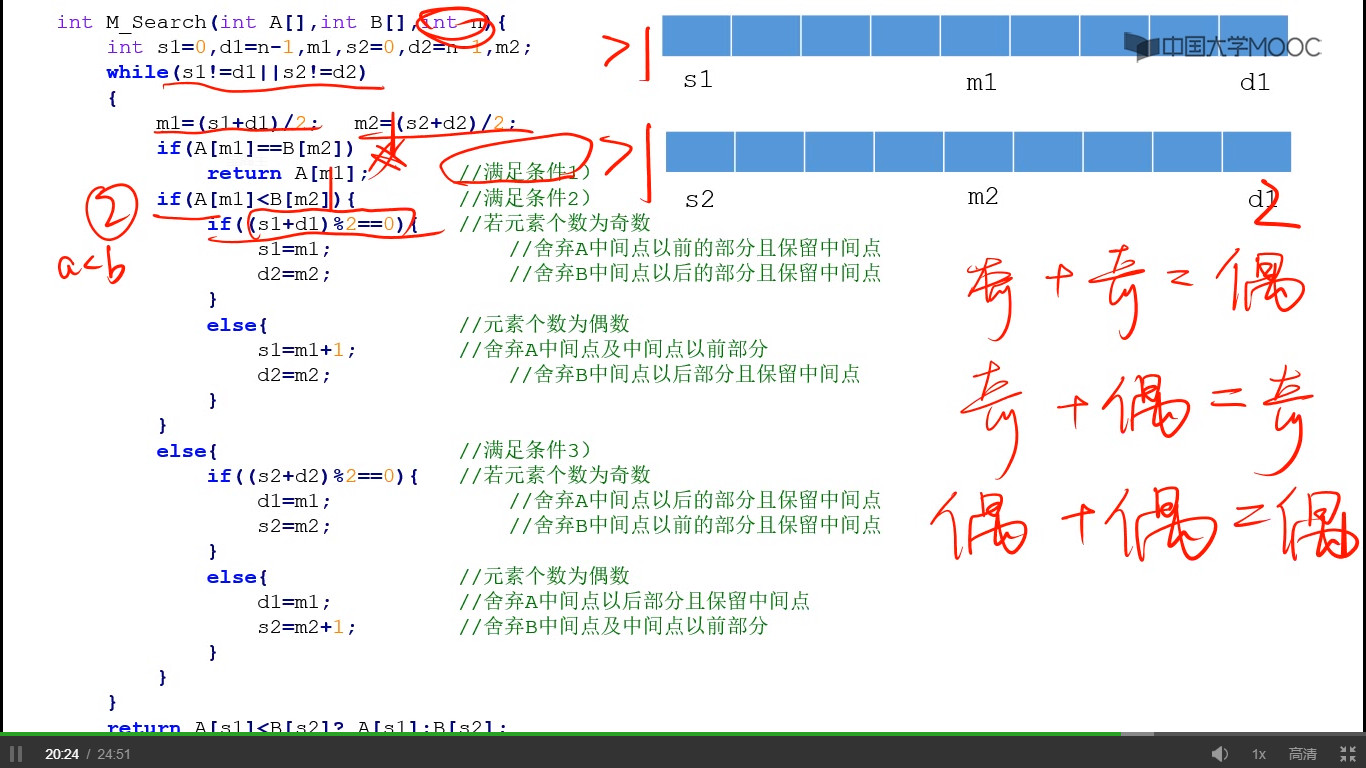 int M_Search(int A[],int B[],int n){
int s1=0,d1=n-1,m1,s2=0,d2=n-1,m2;
while(s1!=d1||s2!=d2)
{
m1=(s1+d1)/2; m2=(s2+d2)/2;
if(A[m1]==B[m2])
return A[m1]; //满足条件1)
if(A[m1]<B[m2]){ //满足条件2)
if((s1+d1)%2==0){ //若元素个数为奇数
s1=m1; //舍弃A中间点以前的部分且保留中间点
d2=m2; //舍弃B中间点以后的部分且保留中间点
}
else{ //元素个数为偶数
s1=m1+1; //舍弃A中间点及中间点以前部分
d2=m2; //舍弃B中间点以后部分且保留中间点
}
}
else{ //满足条件3)
if((s2+d2)%2==0){ //若元素个数为奇数
d1=m1; //舍弃A中间点以后的部分且保留中间点
s2=m2; //舍弃B中间点以前的部分且保留中间点
}
else{ //元素个数为偶数
d1=m1; //舍弃A中间点以后部分且保留中间点
s2=m2+1; //舍弃B中间点及中间点以前部分
}
}
}
return A[s1]<B[s2]? A[s1]:B[s2];
②
a<b
>1
中国大学MOOC
s1 m1 d1
>1
s2 m2 d1
2
奇+奇=偶
奇+偶=奇
偶+偶=偶
20:24 / 24:51
1x 高清